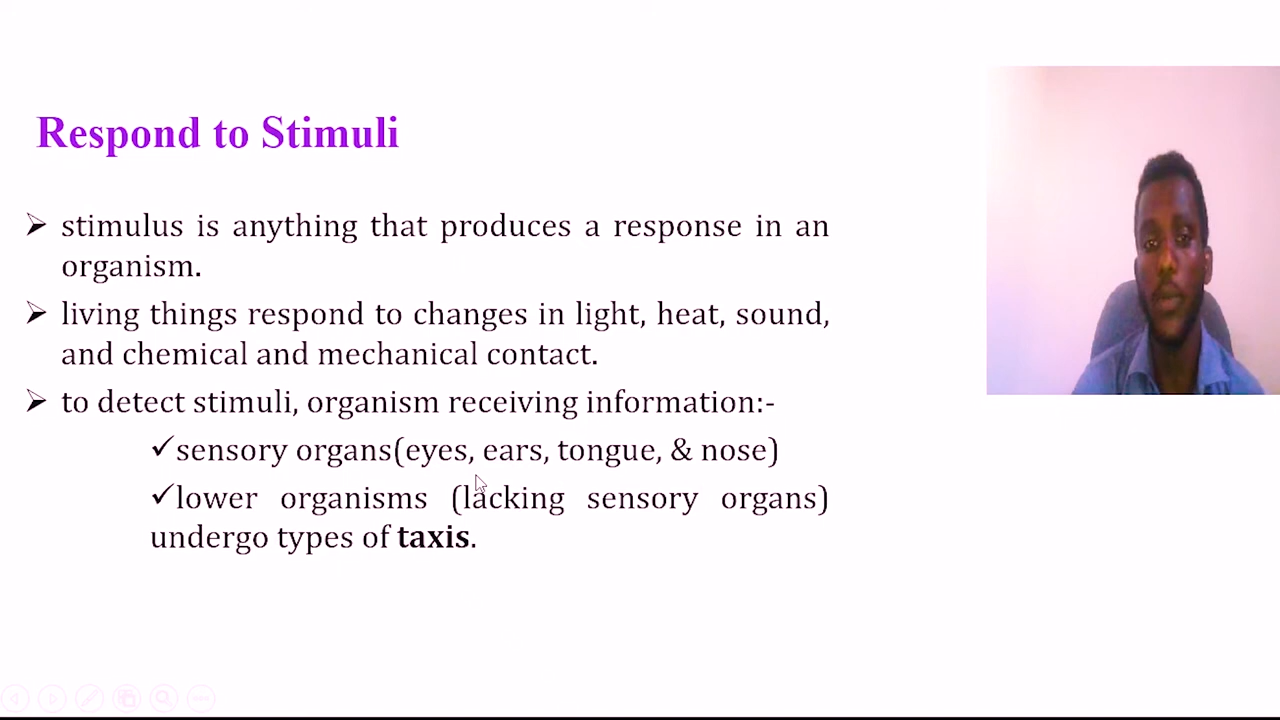 Respond to Stimuli
➢ stimulus is anything that produces a response in an
organism.
➢ living things respond to changes in light, heat, sound,
and chemical and mechanical contact.
➢ to detect stimuli, organism receiving information:-
✓sensory organs(eyes, ears, tongue, & nose)
✓lower organisms (lacking sensory organs)
undergo types of taxis.